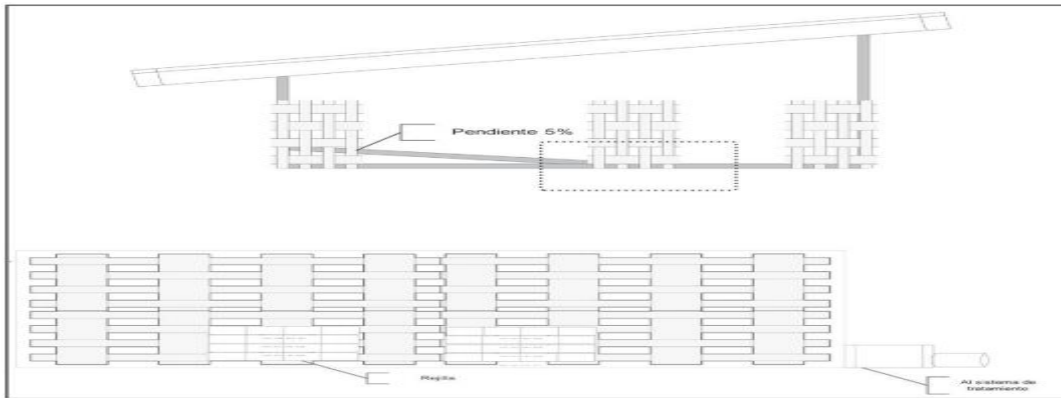 Pendiente 5%
Rejilla
Al sistema de
tratamiento